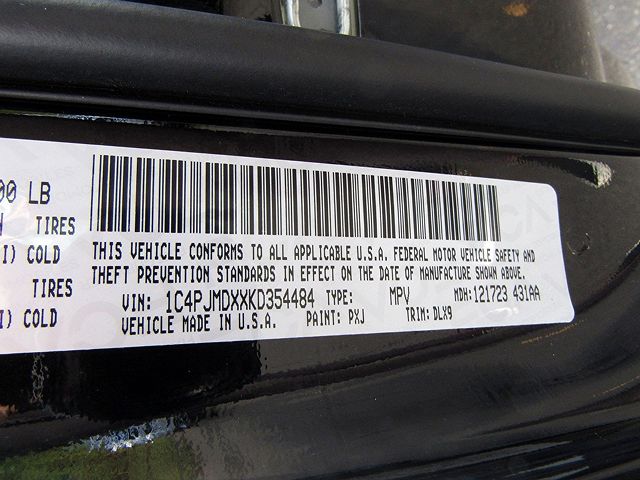 00 LB
TIRES
I) COLD
THIS VEHICLE CONFORMS TO ALL APPLICABLE U.S.A. FEDERAL MOTOR VEHICLE SAFETY AND
THEFT PREVENTION STANDARDS IN EFFECT ON THE DATE OF MANUFACTURE SHOWN ABOVE.
TIRES
VIN: 1C4PJMDXXKD354484 TYPE: MPV MDH:121723 431AA
I) COLD
VEHICLE MADE IN U.S.A. PAINT: PXJ TRIM: DLX9